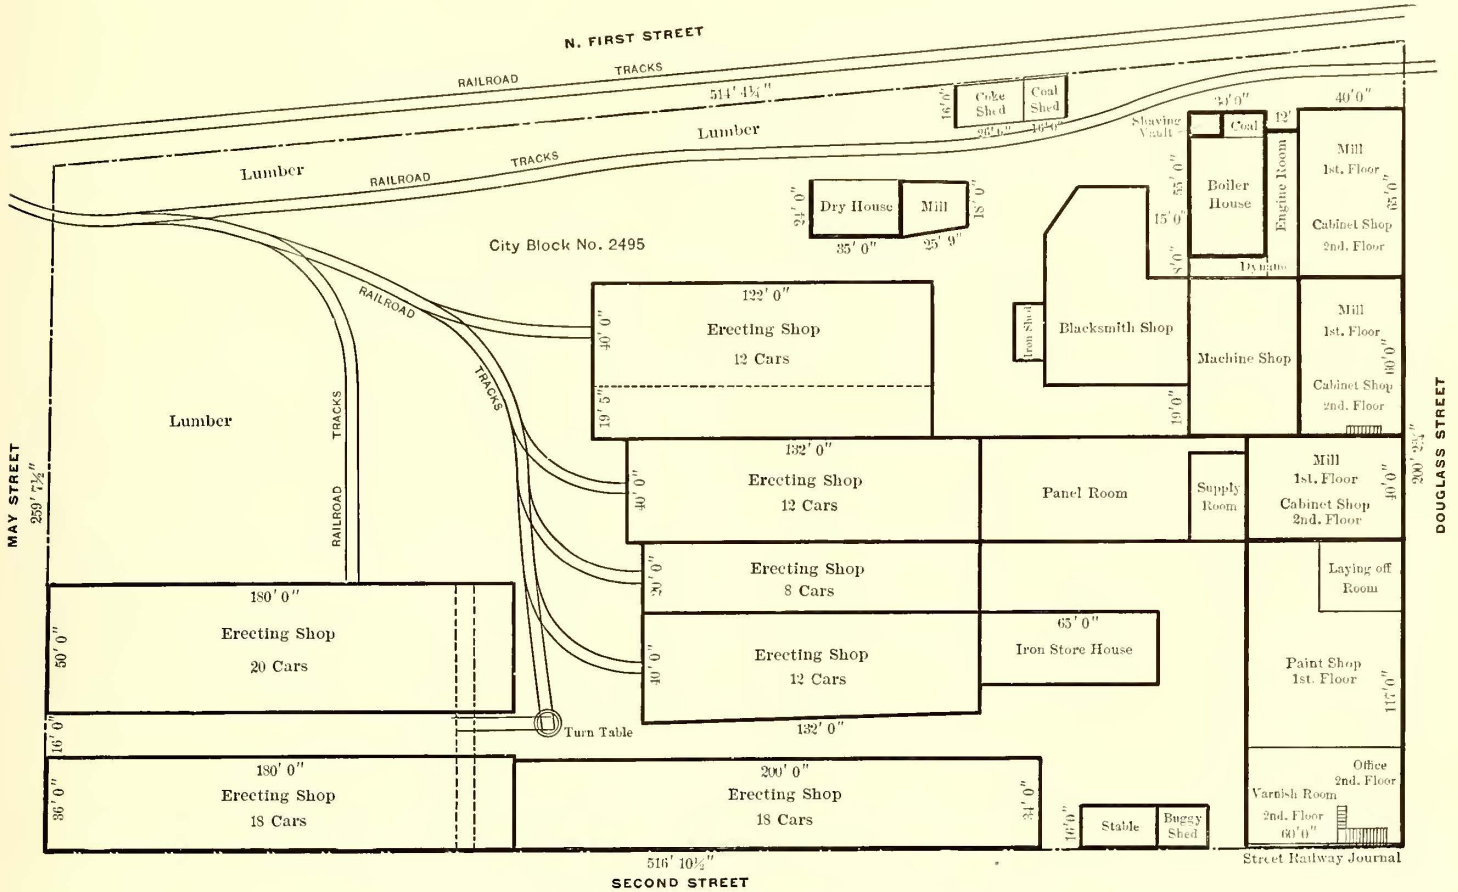 N. FIRST STREET
RAILROAD TRACKS
514' 4¼"
16' 0"
Coke Shed
Coal Shed
26' 6"
16' 0"
Lumber
Lumber
RAILROAD TRACKS
Shaving Vault
30' 0"
Coal
12'
40' 0"
55' 0"
Boiler House
Engine Room
Mill
1st. Floor
65' 0"
Cabinet Shop
2nd. Floor
15' 0"
8' 0"
Dynamo
24' 0"
Dry House
Mill
18' 0"
35' 0"
25' 9"
City Block No. 2495
RAILROAD TRACKS
122' 0"
40' 0"
Erecting Shop
12 Cars
19' 5"
Iron Shed
Blacksmith Shop
Machine Shop
19' 0"
Mill
1st. Floor
60' 0"
Cabinet Shop
2nd. Floor
Lumber
RAILROAD TRACKS
MAY STREET
259' 7½"
DOUGLASS STREET
200' 2¾"
132' 0"
40' 0"
Erecting Shop
12 Cars
Panel Room
Supply Room
Mill
1st. Floor
40' 0"
Cabinet Shop
2nd. Floor
Erecting Shop
8 Cars
Laying off
Room
180' 0"
50' 0"
Erecting Shop
20 Cars
40' 0"
Erecting Shop
12 Cars
132' 0"
65' 0"
Iron Store House
Paint Shop
1st. Floor
117' 0"
16' 0"
Turn Table
180' 0"
36' 0"
Erecting Shop
18 Cars
200' 0"
Erecting Shop
18 Cars
34' 0"
16' 0"
Stable
Buggy Shed
Office
2nd. Floor
Varnish Room
2nd. Floor
60' 0"
Street Railway Journal
516' 10½"
SECOND STREET